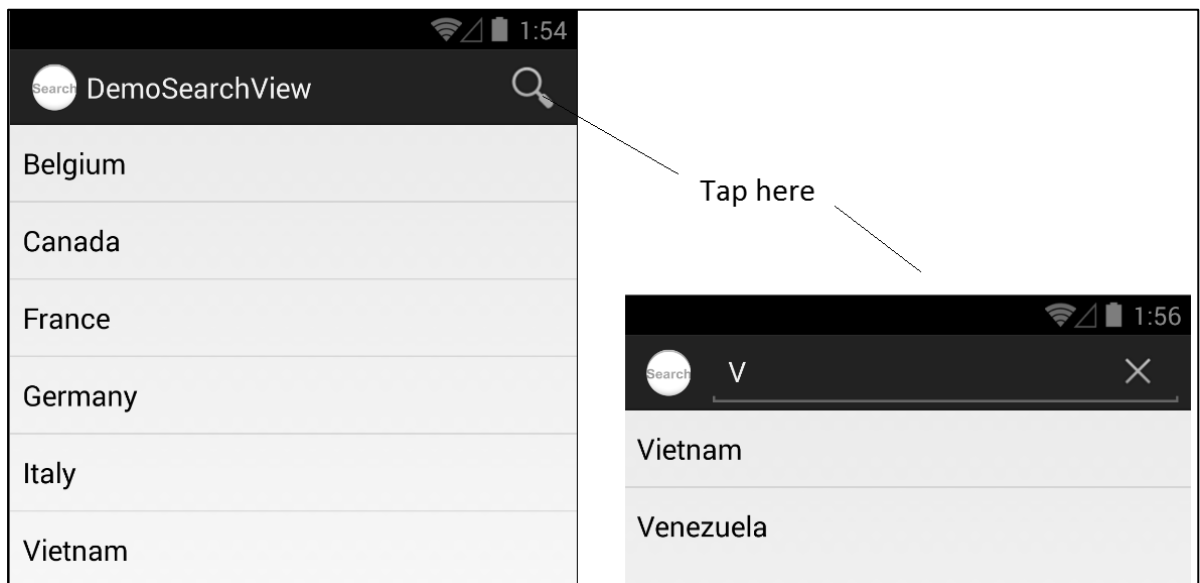 1:54
Search DemoSearchView
Belgium
Canada
France
Germany
Italy
Vietnam
Tap here
1:56
Search V
Vietnam
Venezuela